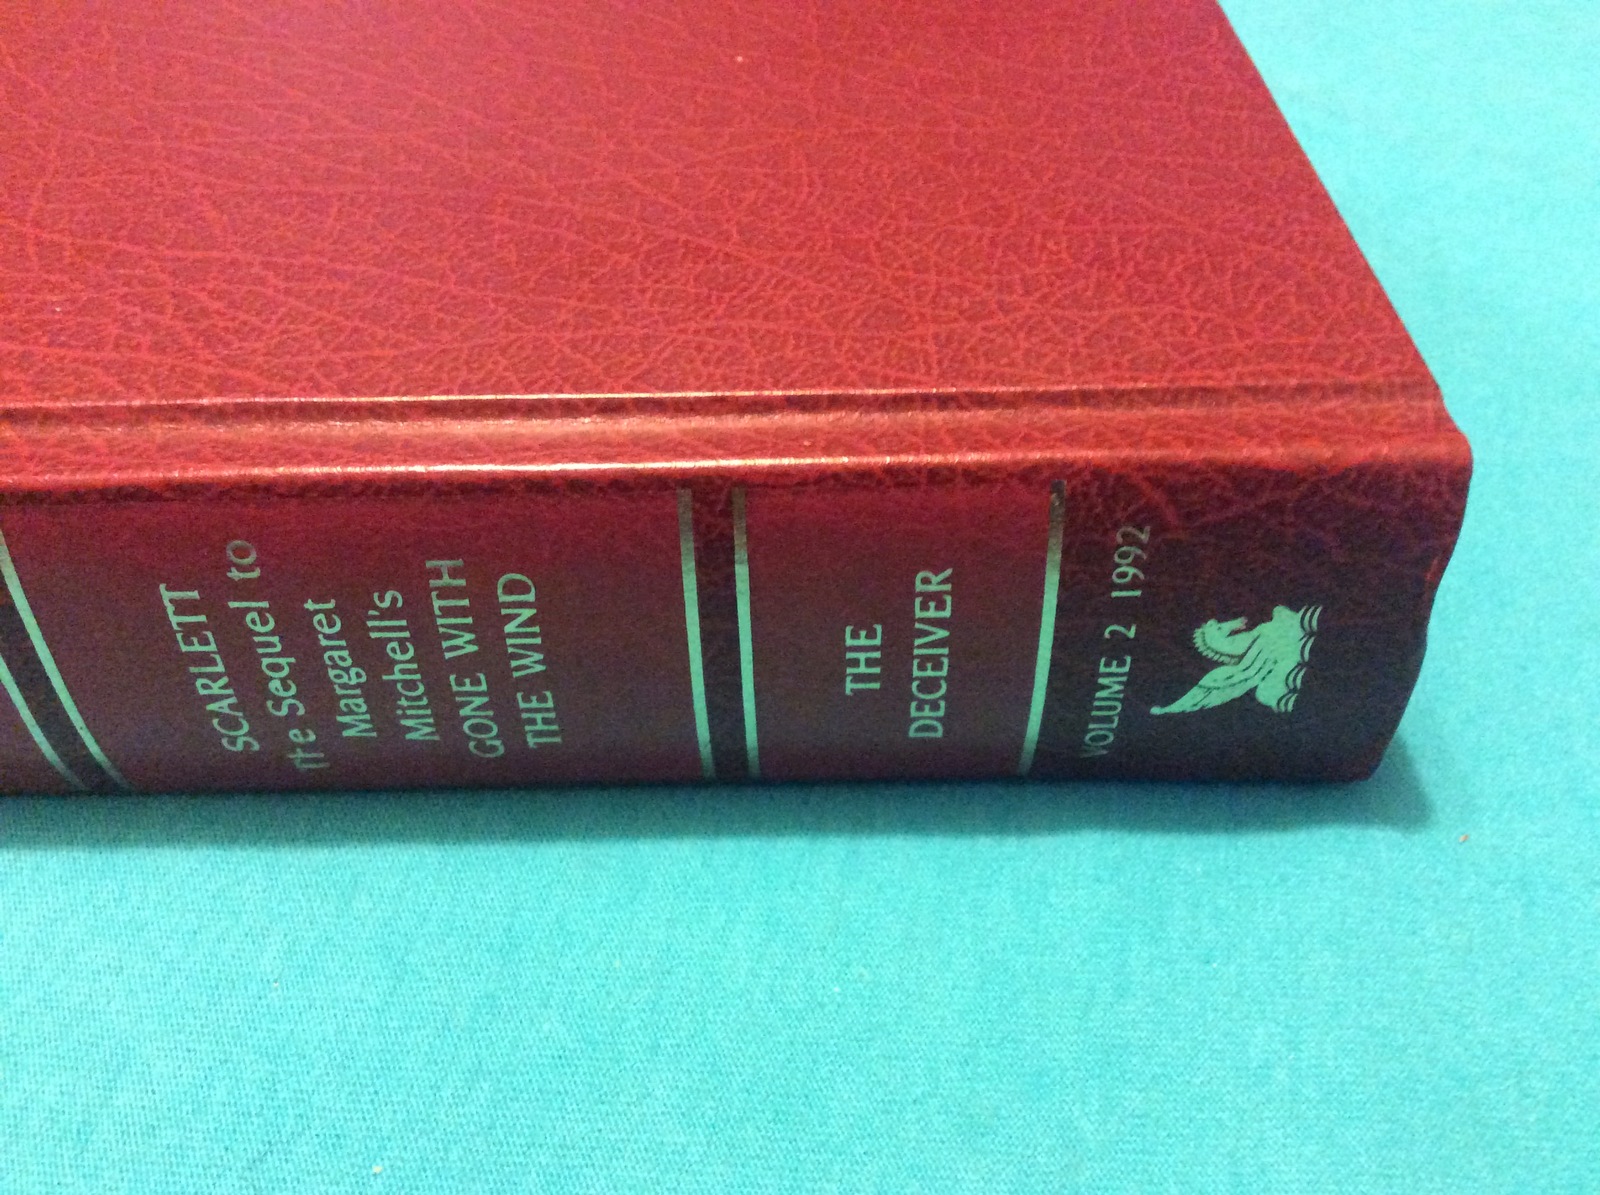 SCARLETT
the Sequel to
Margaret
Mitchell's
GONE WITH
THE WIND
THE
DECEIVER
VOLUME 2 1992